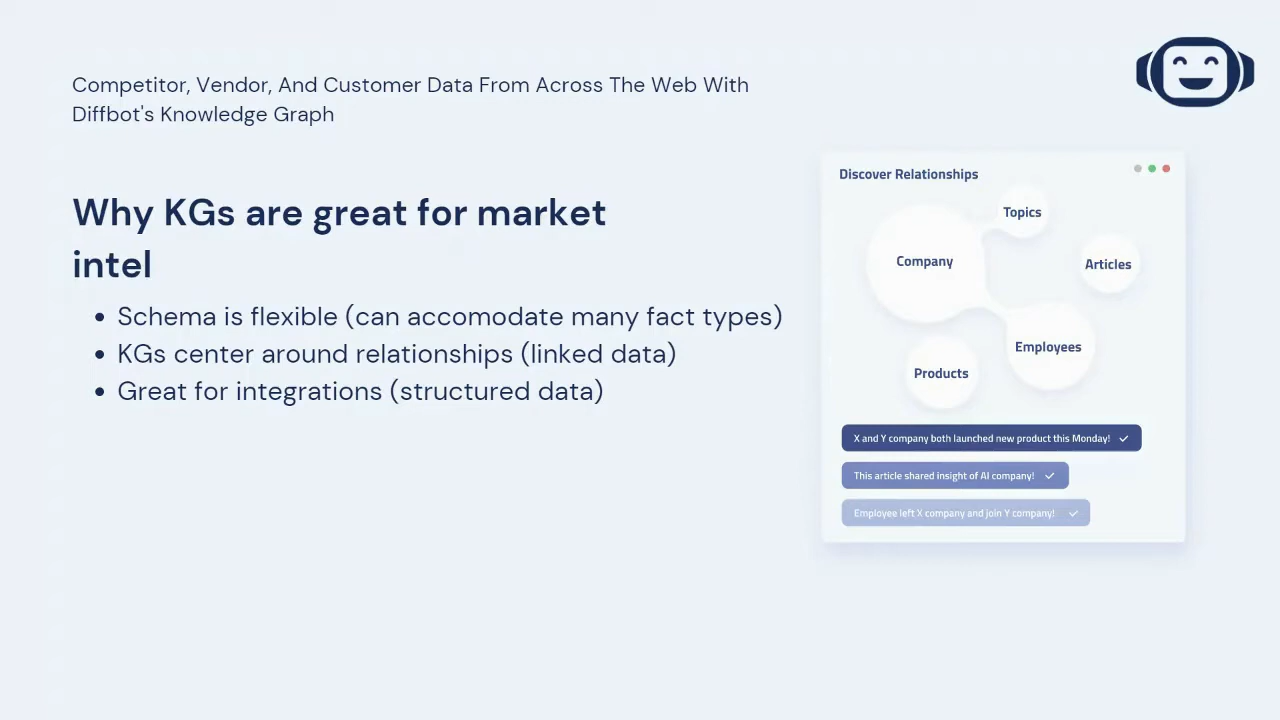 Competitor, Vendor, And Customer Data From Across The Web With
Diffbot's Knowledge Graph
Why KGs are great for market
intel
• Schema is flexible (can accomodate many fact types)
• KGs center around relationships (linked data)
• Great for integrations (structured data)
Discover Relationships
Topics
Company
Articles
Employees
Products
X and Y company both launched new product this Monday!
This article shared insight of AI company!
Employee left X company and join Y company!